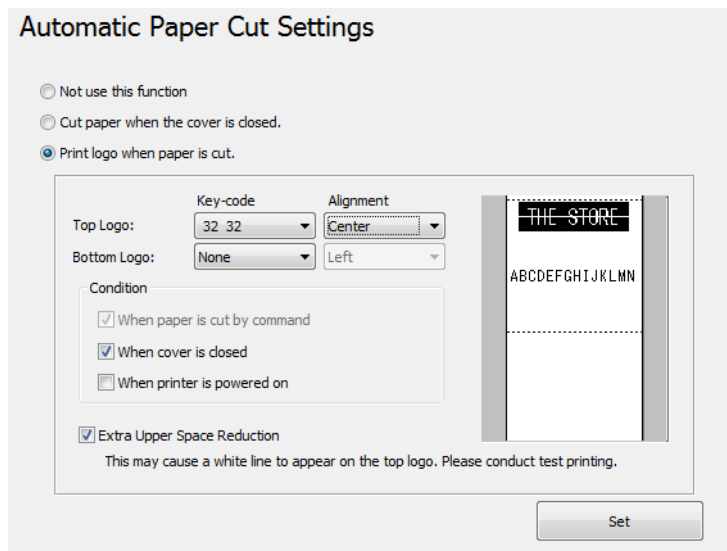 Automatic Paper Cut Settings
Not use this function
Cut paper when the cover is closed.
Print logo when paper is cut.
Key-code Alignment
Top Logo: 32 32 Center
Bottom Logo: None Left
THE STORE
ABCDEFGHIJKLMN
Condition
When paper is cut by command
When cover is closed
When printer is powered on
Extra Upper Space Reduction
This may cause a white line to appear on the top logo. Please conduct test printing.
Set